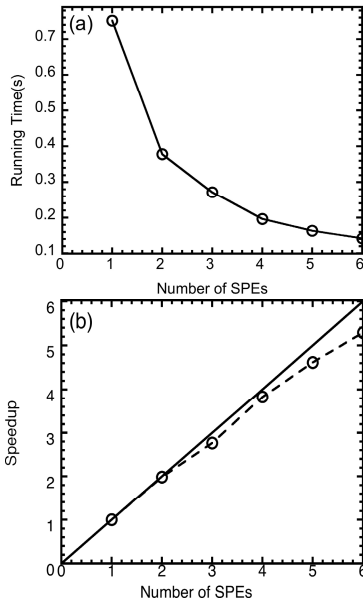 (a)
0.7
0.6
0.5
0.4
0.3
0.2
0.1
Running Time(s)
0 1 2 3 4 5 6
Number of SPEs
(b)
6
5
4
3
2
1
0
Speedup
0 1 2 3 4 5 6
Number of SPEs